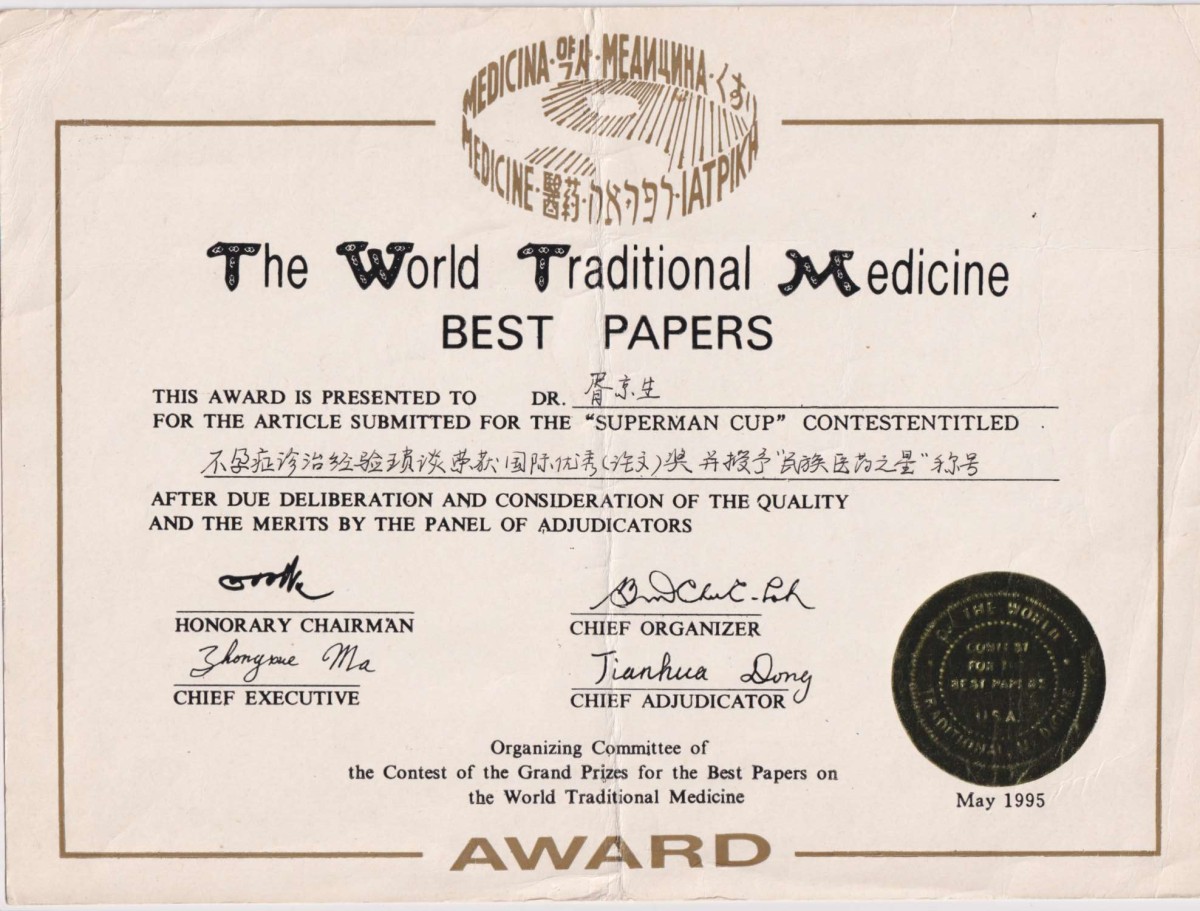 MEDICINA·약사·МЕДИЦИНА·くすり
MEDICINE·醫药·רפואה·ΙΑΤΡΙΚΗ
The World Traditional Medicine
BEST PAPERS
THIS AWARD IS PRESENTED TO DR. 胥京生
FOR THE ARTICLE SUBMITTED FOR THE “SUPERMAN CUP” CONTESTENTITLED
不孕症诊治经验琐谈荣获国际优秀(论文)奖并授予“民族医药之星”称号
AFTER DUE DELIBERATION AND CONSIDERATION OF THE QUALITY
AND THE MERITS BY THE PANEL OF ADJUDICATORS
HONORARY CHAIRMAN
CHIEF ORGANIZER
Zhongxue Ma
Tianhua Dong
CHIEF EXECUTIVE
CHIEF ADJUDICATOR
THE WORLD
CONTEST
FOR THE
BEST PAPERS
U.S.A.
TRADITIONAL MEDICINE
Organizing Committee of
the Contest of the Grand Prizes for the Best Papers on
the World Traditional Medicine
May 1995
AWARD